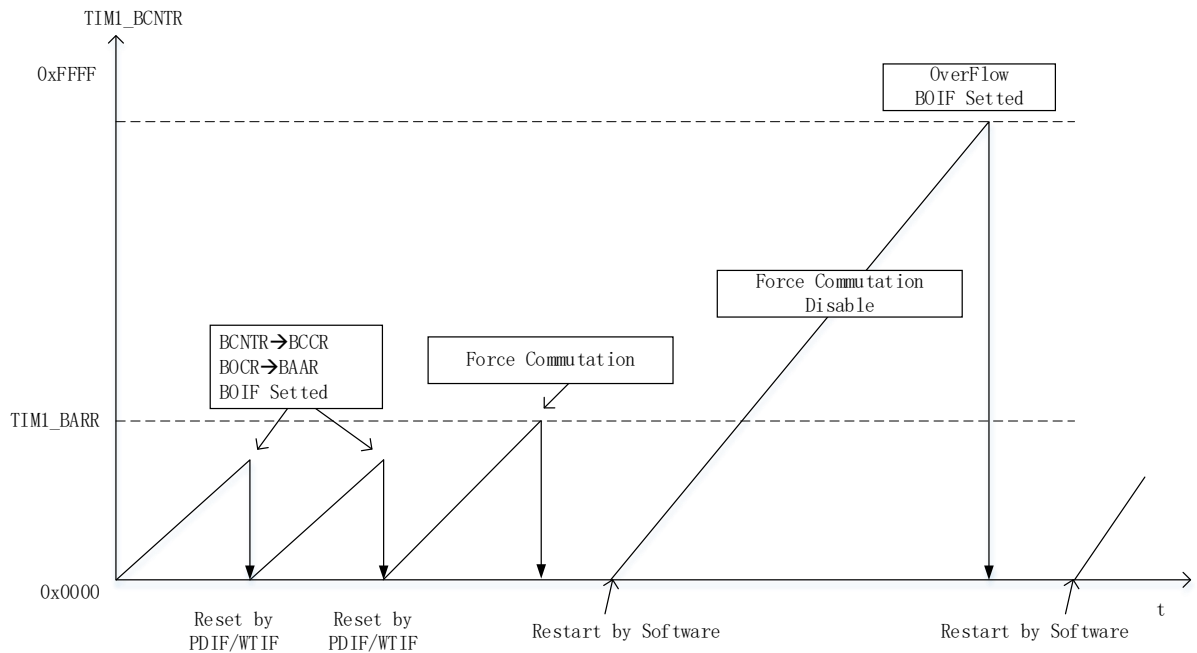 TIM1_BCNTR
0xFFFF
OverFlow
BOIF Setted
Force Commutation
Disable
BCNTR→BCCR
BOCR→BAAR
BOIF Setted
Force Commutation
TIM1_BARR
0x0000
t
Reset by
PDIF/WTIF
Reset by
PDIF/WTIF
Restart by Software
Restart by Software